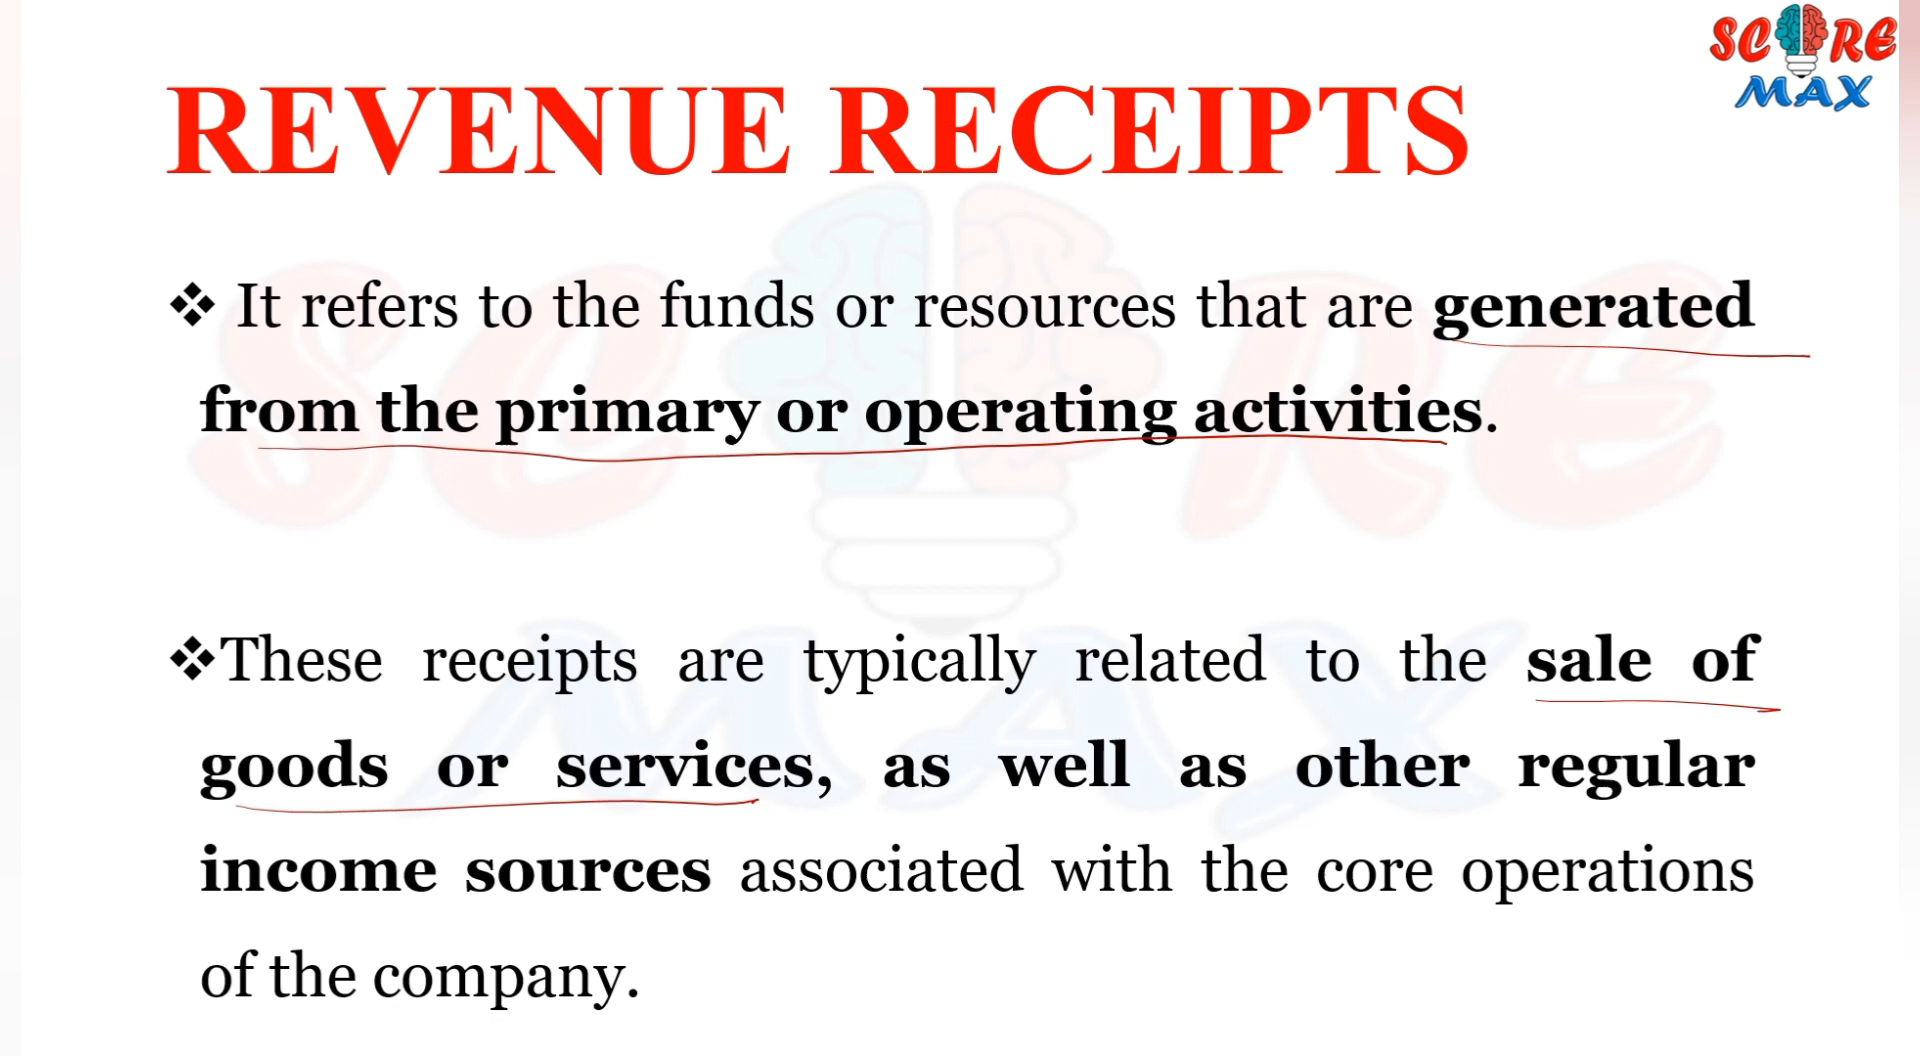 SCORE
MAX
REVENUE RECEIPTS
❖ It refers to the funds or resources that are generated
from the primary or operating activities.
❖These receipts are typically related to the sale of
goods or services, as well as other regular
income sources associated with the core operations
of the company.